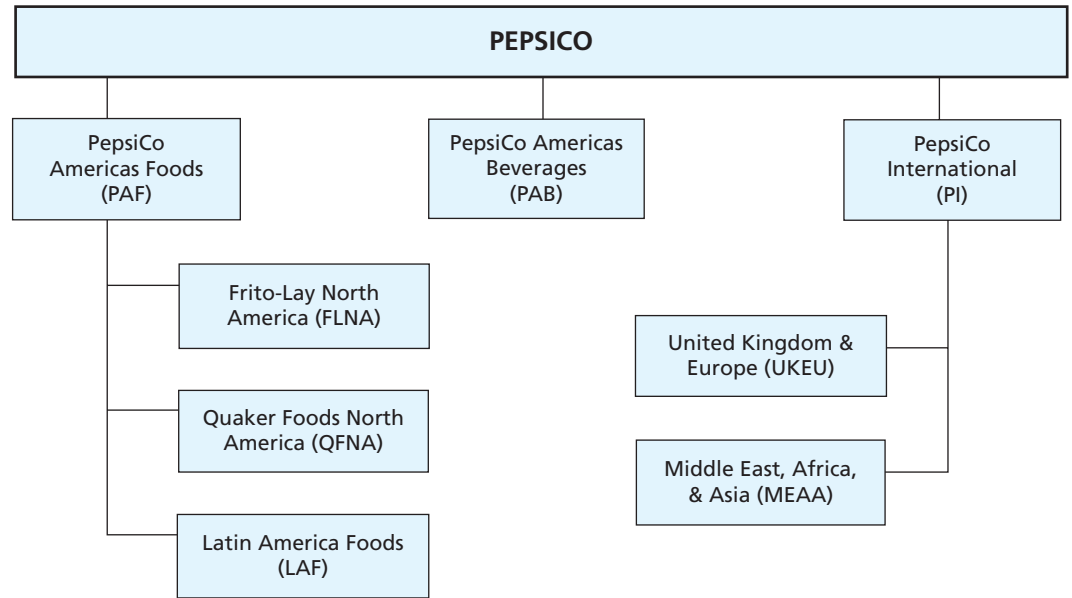 PEPSICO
PepsiCo
Americas Foods
(PAF)
PepsiCo Americas
Beverages
(PAB)
PepsiCo
International
(PI)
Frito-Lay North
America (FLNA)
Quaker Foods North
America (QFNA)
Latin America Foods
(LAF)
United Kingdom &
Europe (UKEU)
Middle East, Africa,
& Asia (MEAA)